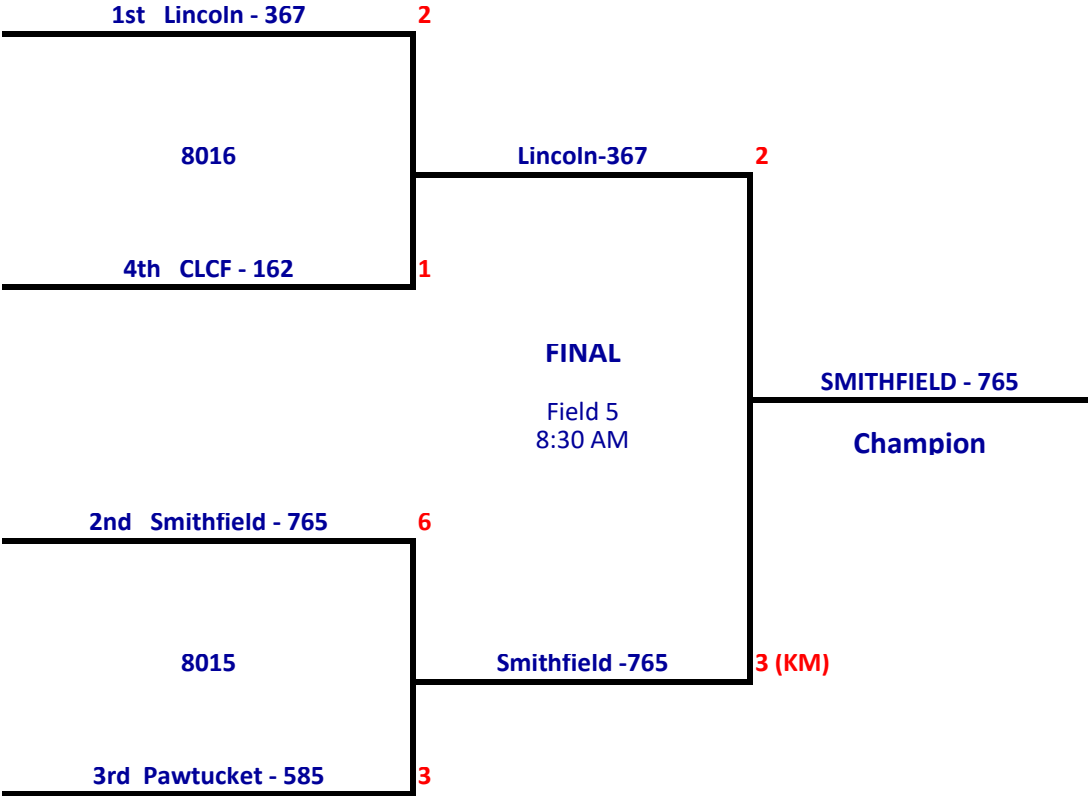 1st Lincoln - 367 2
8016
Lincoln-367 2
4th CLCF - 162 1
FINAL
Field 5
8:30 AM
SMITHFIELD - 765
Champion
2nd Smithfield - 765 6
8015
Smithfield -765 3 (KM)
3rd Pawtucket - 585 3